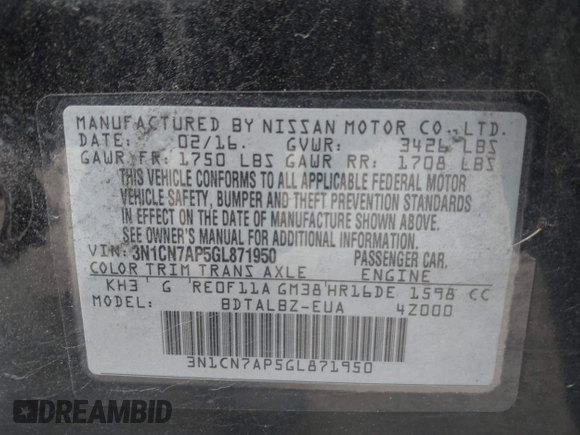 MANUFACTURED BY NISSAN MOTOR CO., LTD.
DATE: 02/16. GVWR: 3426 LBS
GAWR FR: 1750 LBS GAWR RR: 1708 LBS
THIS VEHICLE CONFORMS TO ALL APPLICABLE FEDERAL MOTOR
VEHICLE SAFETY, BUMPER AND THEFT PREVENTION STANDARDS
IN EFFECT ON THE DATE OF MANUFACTURE SHOWN ABOVE.
SEE OWNER'S MANUAL FOR ADDITIONAL INFORMATION
VIN: 3N1CN7AP5GL871950 PASSENGER CAR.
COLOR TRIM TRANS AXLE ENGINE
KH3 G RE0F11A GM38 HR16DE 1598 CC
MODEL: BDTALBZ-EUA 4Z000
3N1CN7AP5GL871950
DREAMBID